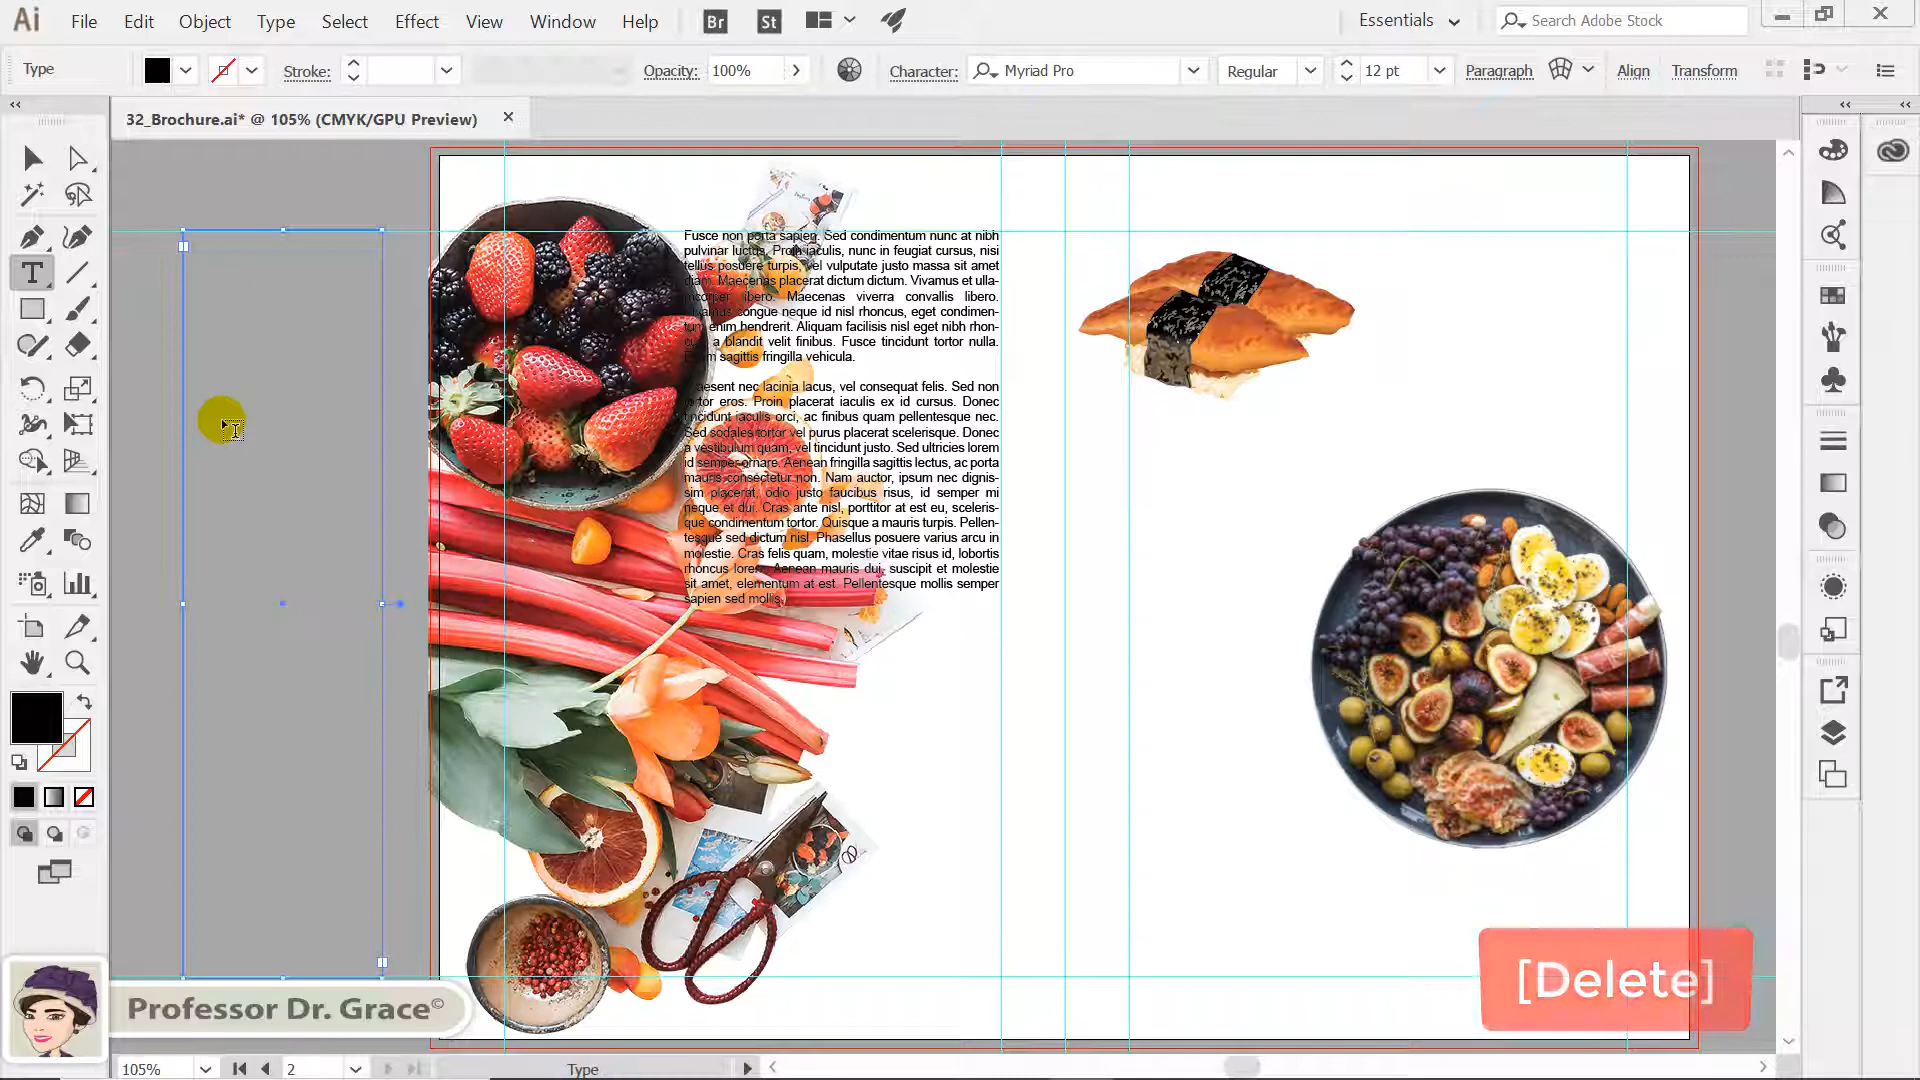 Ai File Edit Object Type Select Effect View Window Help Br St Essentials Search Adobe Stock
Type Stroke: Opacity: 100% Character: Myriad Pro Regular 12 pt Paragraph Align Transform
32_Brochure.ai* @ 105% (CMYK/GPU Preview)
Fusce non porta sapien. Sed condimentum nunc at nibh
pulvinar luctus. Proin iaculis, nunc in feugiat cursus, nisi
tellus posuere turpis, vel vulputate justo massa sit amet
diam. Maecenas placerat dictum dictum. Vivamus et ulla-
mcorper libero. Maecenas viverra convallis libero.
Vivamus congue neque id nisl rhoncus, eget condimen-
tum enim hendrerit. Aliquam facilisis nisl eget nibh rhon-
a blandit velit finibus. Fusce tincidunt tortor nulla.
sagittis fringilla vehicula.
nec lacinia lacus, vel consequat felis. Sed non
tor eros. Proin placerat iaculis ex id cursus. Donec
tincidunt iaculis orci, ac finibus quam pellentesque nec.
Sed sodales tortor vel purus placerat scelerisque. Donec
a vestibulum quam, vel tincidunt justo. Sed ultricies lorem
id semper ornare. Aenean fringilla sagittis lectus, ac porta
mauris consectetur non. Nam auctor, ipsum nec dignis-
sim placerat, odio justo faucibus risus, id semper mi
neque et dui. Cras ante nisl, porttitor at est eu, sceleris-
que condimentum tortor. Quisque a mauris turpis. Pellen-
tesque sed dictum nisl. Phasellus posuere varius arcu in
molestie. Cras felis quam, molestie vitae risus id, lobortis
rhoncus lorem. Aenean mauris dui, suscipit et molestie
sit amet, elementum at est. Pellentesque mollis semper
sapien sed mollis.
[Delete]
Professor Dr. Grace©
105% 2 Type